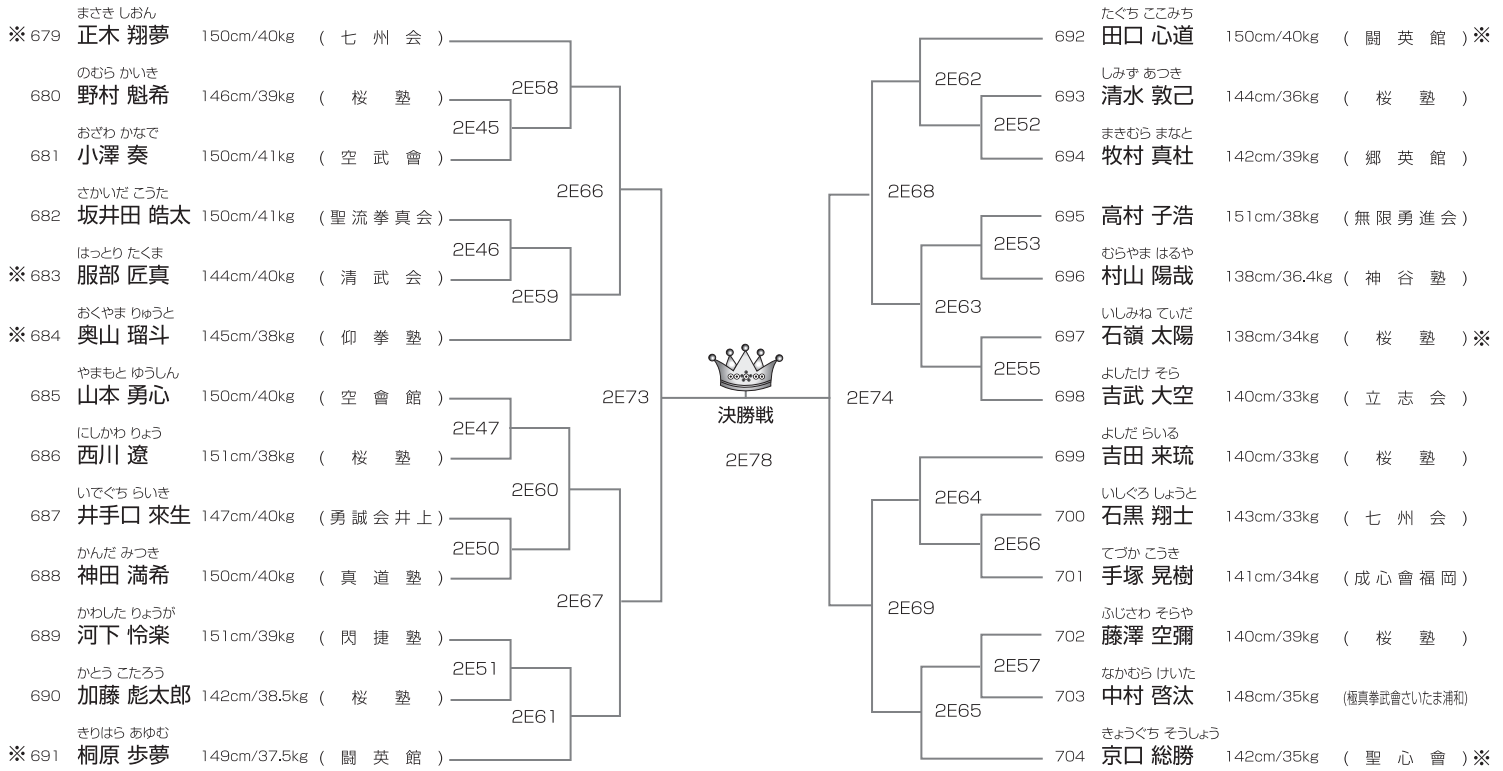 まさき しおん
※ 679 正木 翔夢 150cm/40kg ( 七 州 会 )
のむら かいき
680 野村 魁希 146cm/39kg ( 桜 塾 )
おざわ かなで
681 小澤 奏 150cm/41kg ( 空 武 會 )
さかいだ こうた
682 坂井田 皓太 150cm/41kg (聖流拳真会)
はっとり たくま
※ 683 服部 匠真 144cm/40kg ( 清 武 会 )
おくやま りゅうと
※ 684 奥山 瑠斗 145cm/38kg ( 仰 拳 塾 )
やまもと ゆうしん
685 山本 勇心 150cm/40kg ( 空 會 館 )
にしかわ りょう
686 西川 遼 151cm/38kg ( 桜 塾 )
いでぐち らいき
687 井手口 來生 147cm/40kg (勇誠会井上)
かんだ みつき
688 神田 満希 150cm/40kg ( 真 道 塾 )
かわした りょうが
689 河下 怜楽 151cm/39kg ( 閃 捷 塾 )
かとう こたろう
690 加藤 彪太郎 142cm/38.5kg ( 桜 塾 )
きりはら あゆむ
※ 691 桐原 歩夢 149cm/37.5kg ( 闘 英 館 )
2E58
2E45
2E66
2E46
2E59
2E73
2E47
2E60
2E50
2E67
2E51
2E61
決勝戦
2E78
2E62
2E52
2E68
2E53
2E63
2E55
2E74
2E64
2E56
2E69
2E57
2E65
たぐち ここみち
692 田口 心道 150cm/40kg ( 闘 英 館 ) ※
しみず あつき
693 清水 敦己 144cm/36kg ( 桜 塾 )
まきむら まなと
694 牧村 真杜 142cm/39kg ( 郷 英 館 )
695 高村 子浩 151cm/38kg (無限勇進会)
むらやま はるや
696 村山 陽哉 138cm/36.4kg ( 神 谷 塾 )
いしみね てぃだ
697 石嶺 太陽 138cm/34kg ( 桜 塾 ) ※
よしたけ そら
698 吉武 大空 140cm/33kg ( 立 志 会 )
よしだ らいる
699 吉田 来琉 140cm/33kg ( 桜 塾 )
いしぐろ しょうと
700 石黒 翔士 143cm/33kg ( 七 州 会 )
てづか こうき
701 手塚 晃樹 141cm/34kg (成心會福岡)
ふじさわ そらや
702 藤澤 空彌 140cm/39kg ( 桜 塾 )
なかむら けいた
703 中村 啓汰 148cm/35kg (極真拳武會さいたま浦和)
きょうぐち そうしょう
704 京口 総勝 142cm/35kg ( 聖 心 會 ) ※